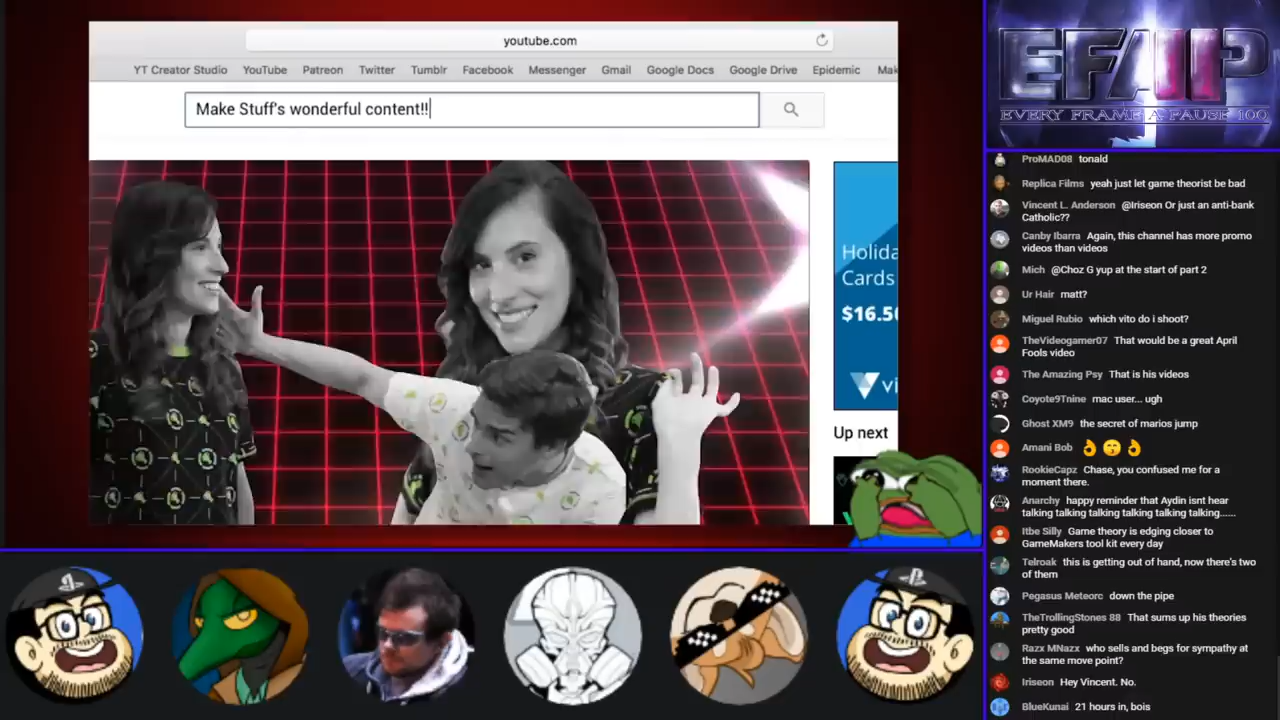 youtube.com
YT Creator Studio YouTube Patreon Twitter Tumblr Facebook Messenger Gmail Google Docs Google Drive Epidemic Mak
Make Stuff's wonderful content!!
Holida
Cards
$16.50
vi
Up next
EFAP
EVERY FRAME A PAUSE 100
ProMAD08 tonald
Replica Films yeah just let game theorist be bad
Vincent L. Anderson @Iriseon Or just an anti-bank
Catholic??
Canby Ibarra Again, this channel has more promo
videos than videos
Mich @Choz G yup at the start of part 2
Ur Hair matt?
Miguel Rubio which vito do i shoot?
TheVideogamer07 That would be a great April
Fools video
The Amazing Psy That is his videos
Coyote9Tnine mac user... ugh
Ghost XM9 the secret of marios jump
Amani Bob 👌😙👌
RookieCapz Chase, you confused me for a
moment there.
Anarchy happy reminder that Aydin isnt hear
talking talking talking talking talking talking......
Itbe Silly Game theory is edging closer to
GameMakers tool kit every day
Telroak this is getting out of hand, now there's two
of them
Pegasus Meteorc down the pipe
TheTrollingStones 88 That sums up his theories
pretty good
Razx MNazx who sells and begs for sympathy at
the same move point?
Iriseon Hey Vincent. No.
BlueKunai 21 hours in, bois